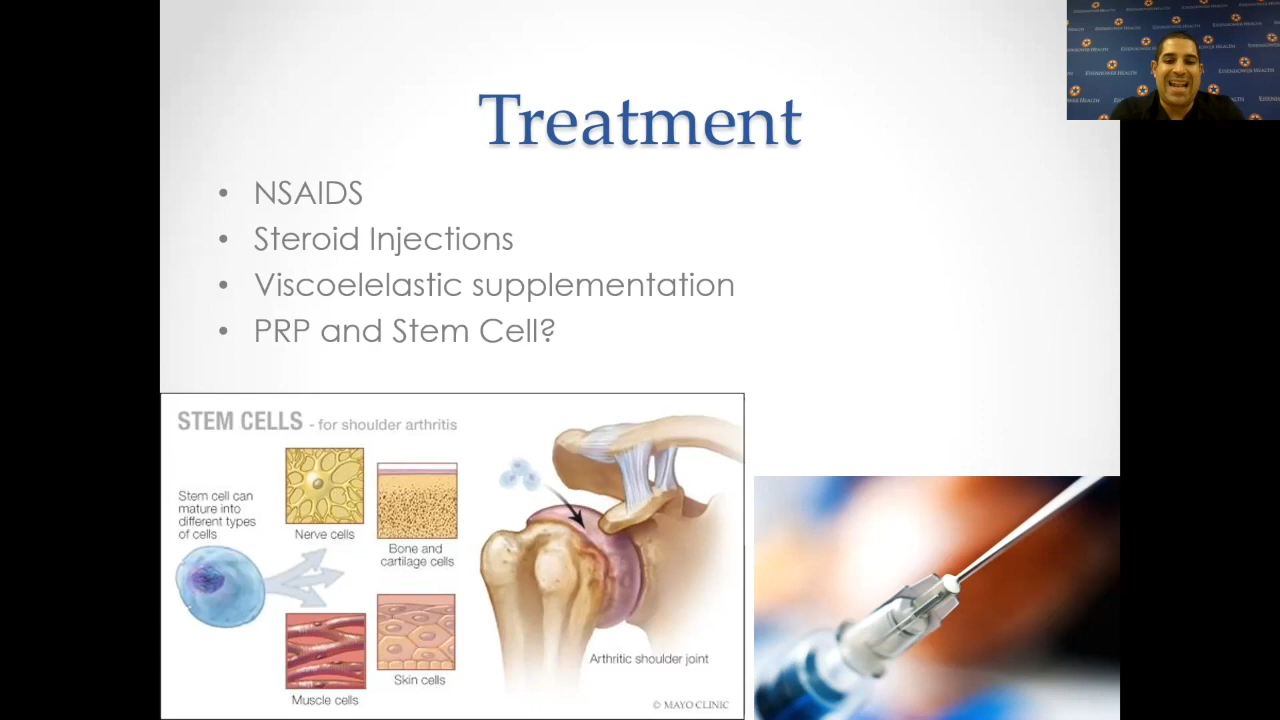 Treatment
• NSAIDS
• Steroid Injections
• Viscoelelastic supplementation
• PRP and Stem Cell?
STEM CELLS - for shoulder arthritis
Stem cell can
mature into
different types
of cells
Nerve cells
Bone and
cartilage cells
Muscle cells
Skin cells
Arthritic shoulder joint
© MAYO CLINIC
EISENHOWER HEALTH